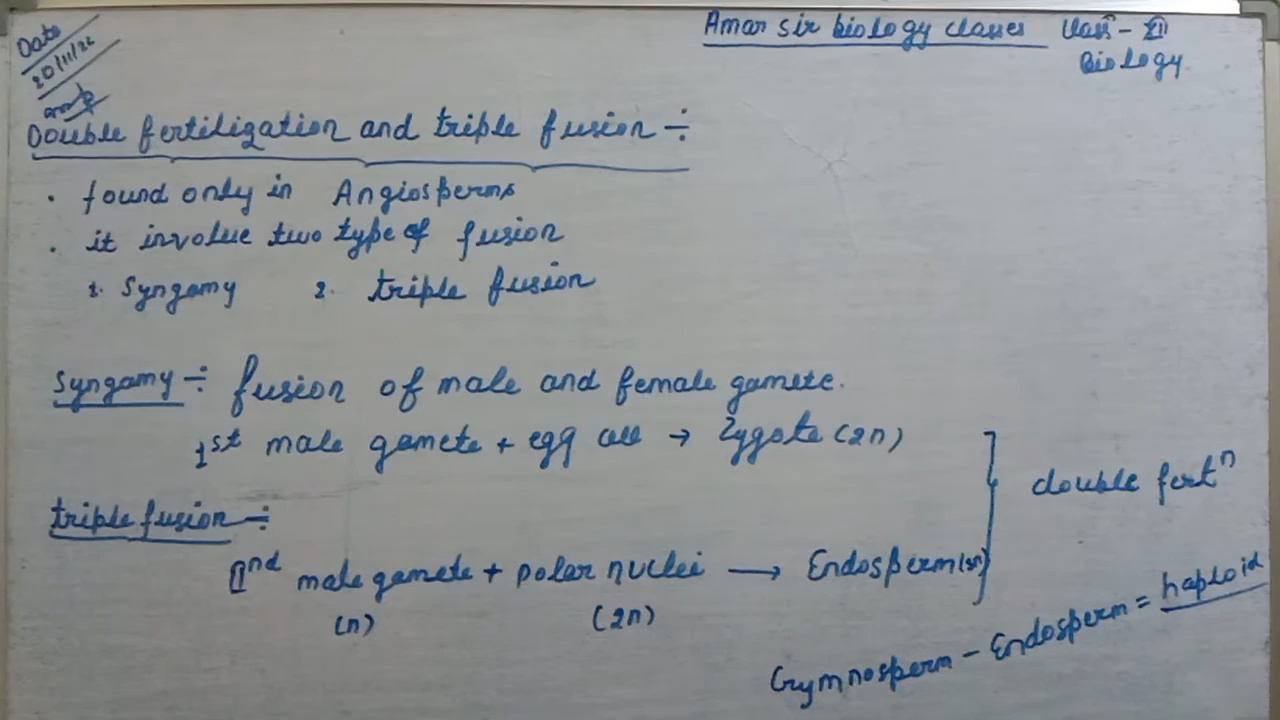 Date
20/11/22
Amar sir biology classes Class - XII
Biology
Double fertilization and triple fusion ÷
· found only in Angiosperms
· it involve two type of fusion
1. Syngamy 2. triple fusion
Syngamy ÷ fusion of male and female gamete.
1st male gamete + egg cell → Zygote (2n)
double fertn
triple fusion ÷
IInd male gamete + polar nuclei → Endosperm (3n)
(n) (2n)
Gymnosperm - Endosperm = haploid